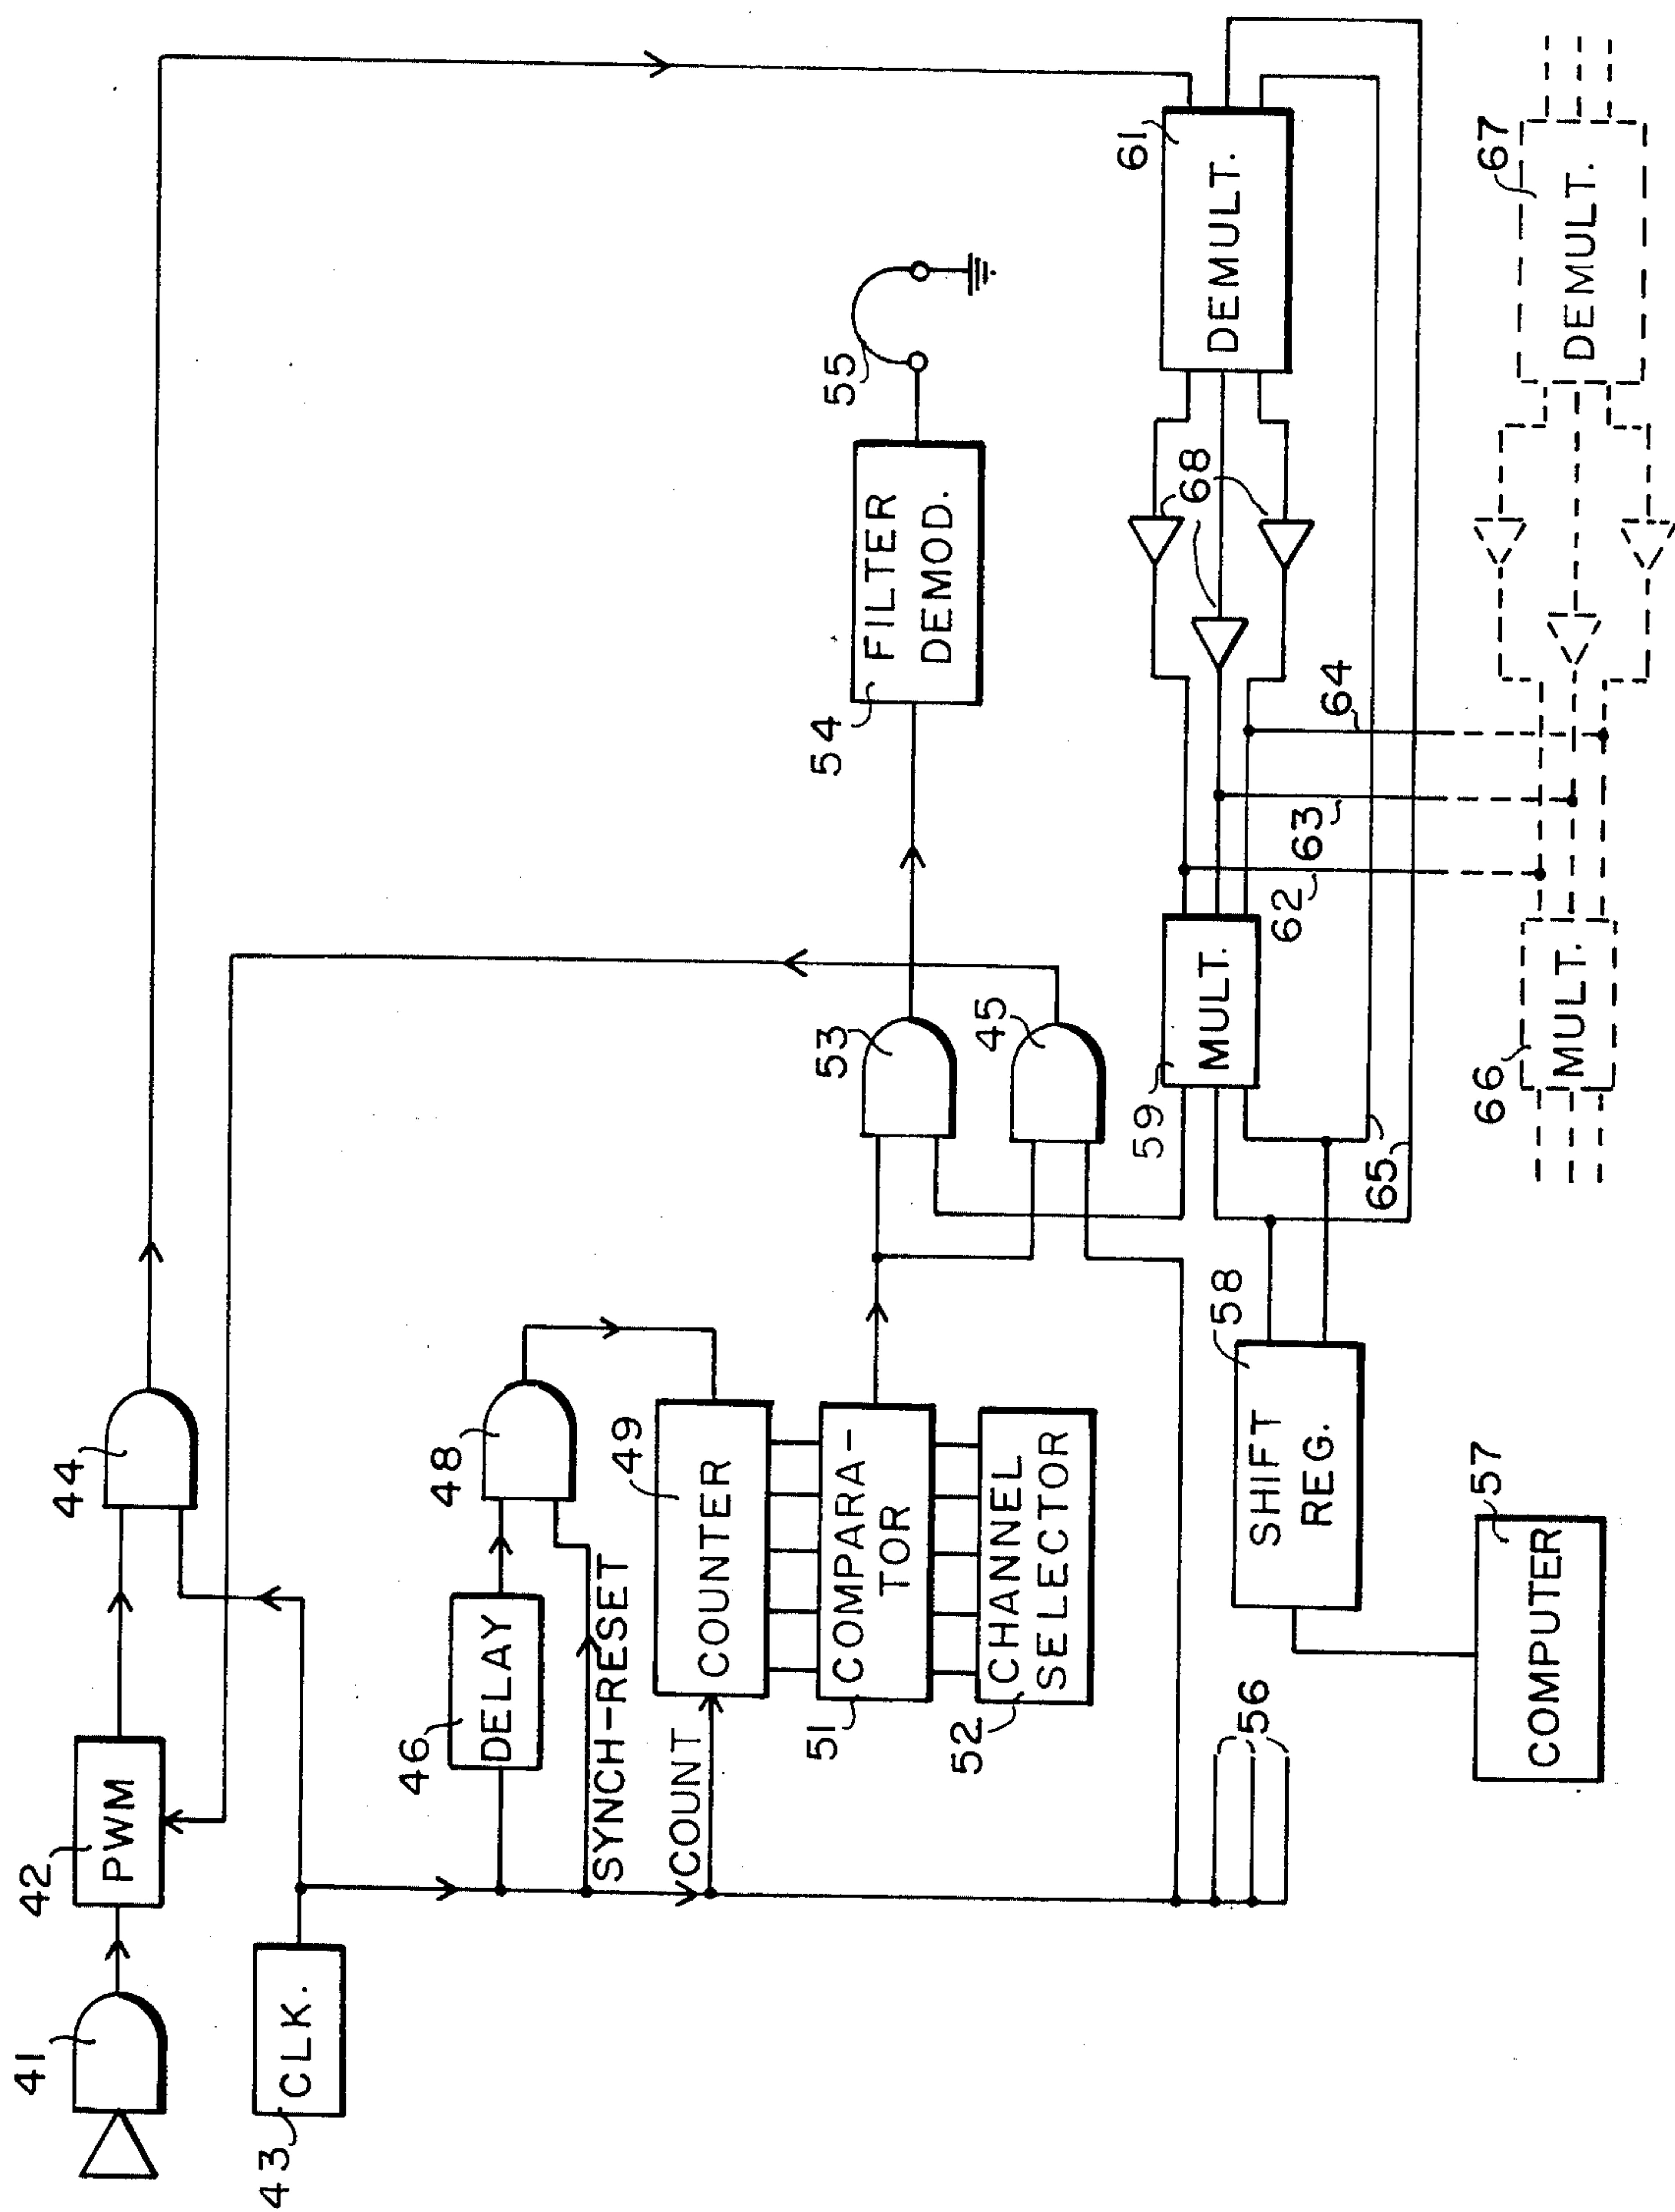 41
42
PWM
44
43
CLK.
46
DELAY
48
SYNCH-RESET
COUNT
49
COUNTER
51
COMPARA-
TOR
52
CHANNEL
SELECTOR
53
45
54
FILTER
DEMOD.
55
56
57
COMPUTER
58
SHIFT
REG.
59
MULT.
61
DEMULT.
62
63
64
65
68
66
MULT.
67
DEMULT.